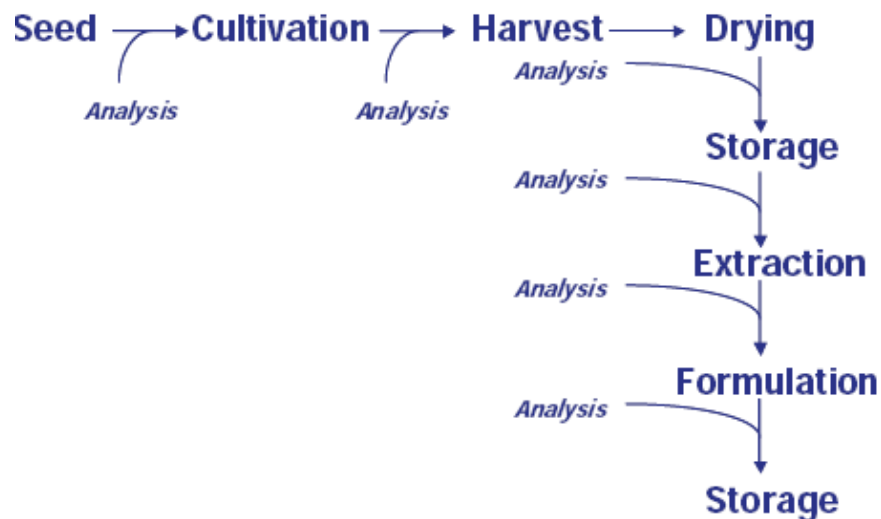 Seed Cultivation Harvest Drying
Analysis
Analysis Analysis
Storage
Analysis
Extraction
Analysis
Formulation
Analysis
Storage